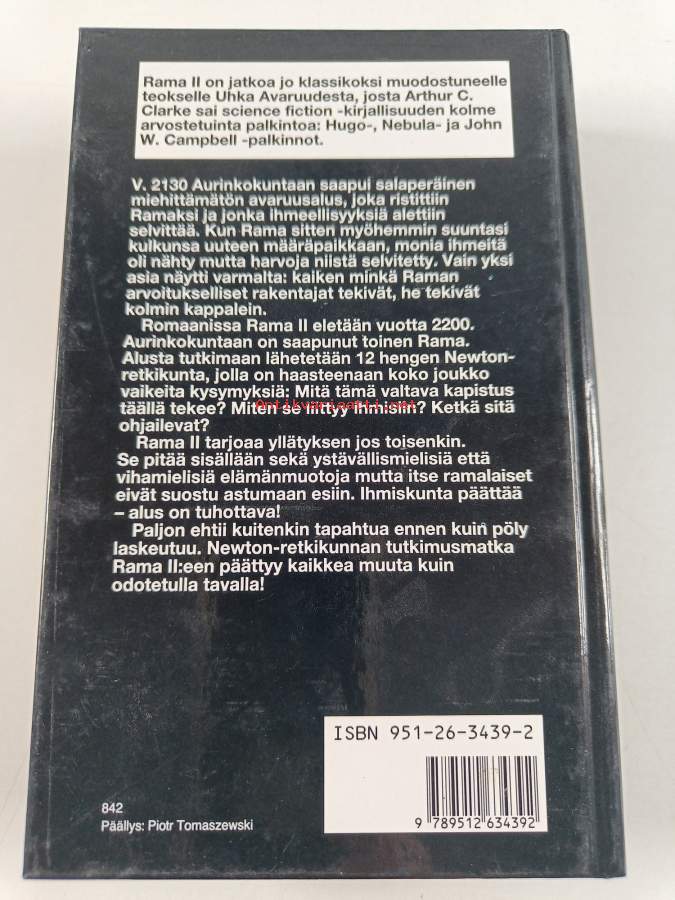 Rama II on jatkoa jo klassikoksi muodostuneelle
teokselle Uhka Avaruudesta, josta Arthur C.
Clarke sai science fiction -kirjallisuuden kolme
arvostetuinta palkintoa: Hugo-, Nebula- ja John
W. Campbell -palkinnot.
V. 2130 Aurinkokuntaan saapui salaperäinen
miehittämätön avaruusalus, joka ristittiin
Ramaksi ja jonka ihmeellisyyksiä alettiin
selvittää. Kun Rama sitten myöhemmin suuntasi
kulkunsa uuteen määräpaikkaan, monia ihmeitä
oli nähty mutta harvoja niistä selvitetty. Vain yksi
asia näytti varmalta: kaiken minkä Raman
arvoitukselliset rakentajat tekivät, he tekivät
kolmin kappalein.
Romaanissa Rama II eletään vuotta 2200.
Aurinkokuntaan on saapunut toinen Rama.
Alusta tutkimaan lähetetään 12 hengen Newton-
retkikunta, jolla on haasteenaan koko joukko
vaikeita kysymyksiä: Mitä tämä valtava kapistus
täällä tekee? Miten se liittyy ihmisiin? Ketkä sitä
Antikvariaatti.net
ohjailevat?
Rama II tarjoaa yllätyksen jos toisenkin.
Se pitää sisällään sekä ystävällismielisiä että
vihamielisiä elämänmuotoja mutta itse ramalaiset
eivät suostu astumaan esiin. Ihmiskunta päättää
– alus on tuhottava!
Paljon ehtii kuitenkin tapahtua ennen kuin pöly
laskeutuu. Newton-retkikunnan tutkimusmatka
Rama II:een päättyy kaikkea muuta kuin
odotetulla tavalla!
ISBN 951-26-3439-2
9 789512 634392
842
Päällys: Piotr Tomaszewski